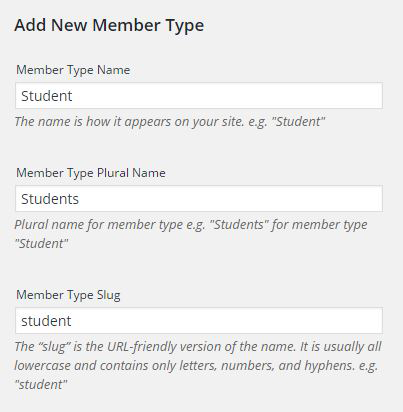 Add New Member Type
Member Type Name
Student
The name is how it appears on your site. e.g. "Student"
Member Type Plural Name
Students
Plural name for member type e.g. "Students" for member type
"Student"
Member Type Slug
student
The “slug” is the URL-friendly version of the name. It is usually all
lowercase and contains only letters, numbers, and hyphens. e.g.
"student"